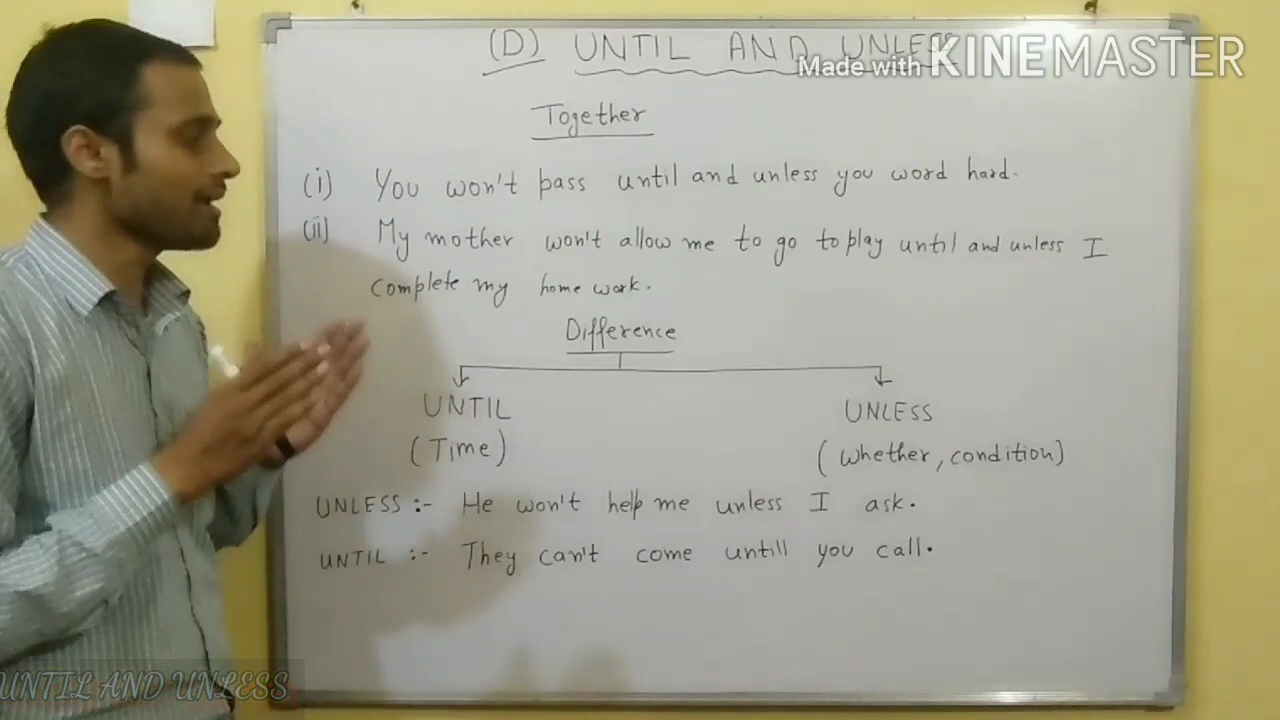 (D) UNTIL AND UNLESS
Made with KINEMASTER
Together
(i) You won't pass until and unless you word hard.
(ii) My mother won't allow me to go to play until and unless I
complete my home work.
Difference
UNTIL UNLESS
(Time) (whether, condition)
UNLESS :- He won't help me unless I ask.
UNTIL :- They can't come untill you call.
UNTIL AND UNLESS